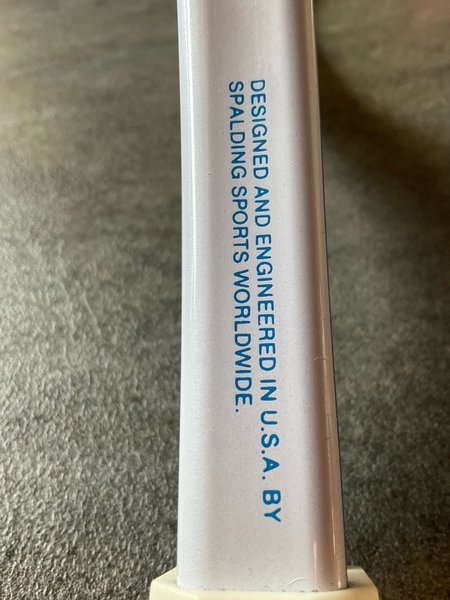 DESIGNED AND ENGINEERED IN U.S.A. BY
SPALDING SPORTS WORLDWIDE.